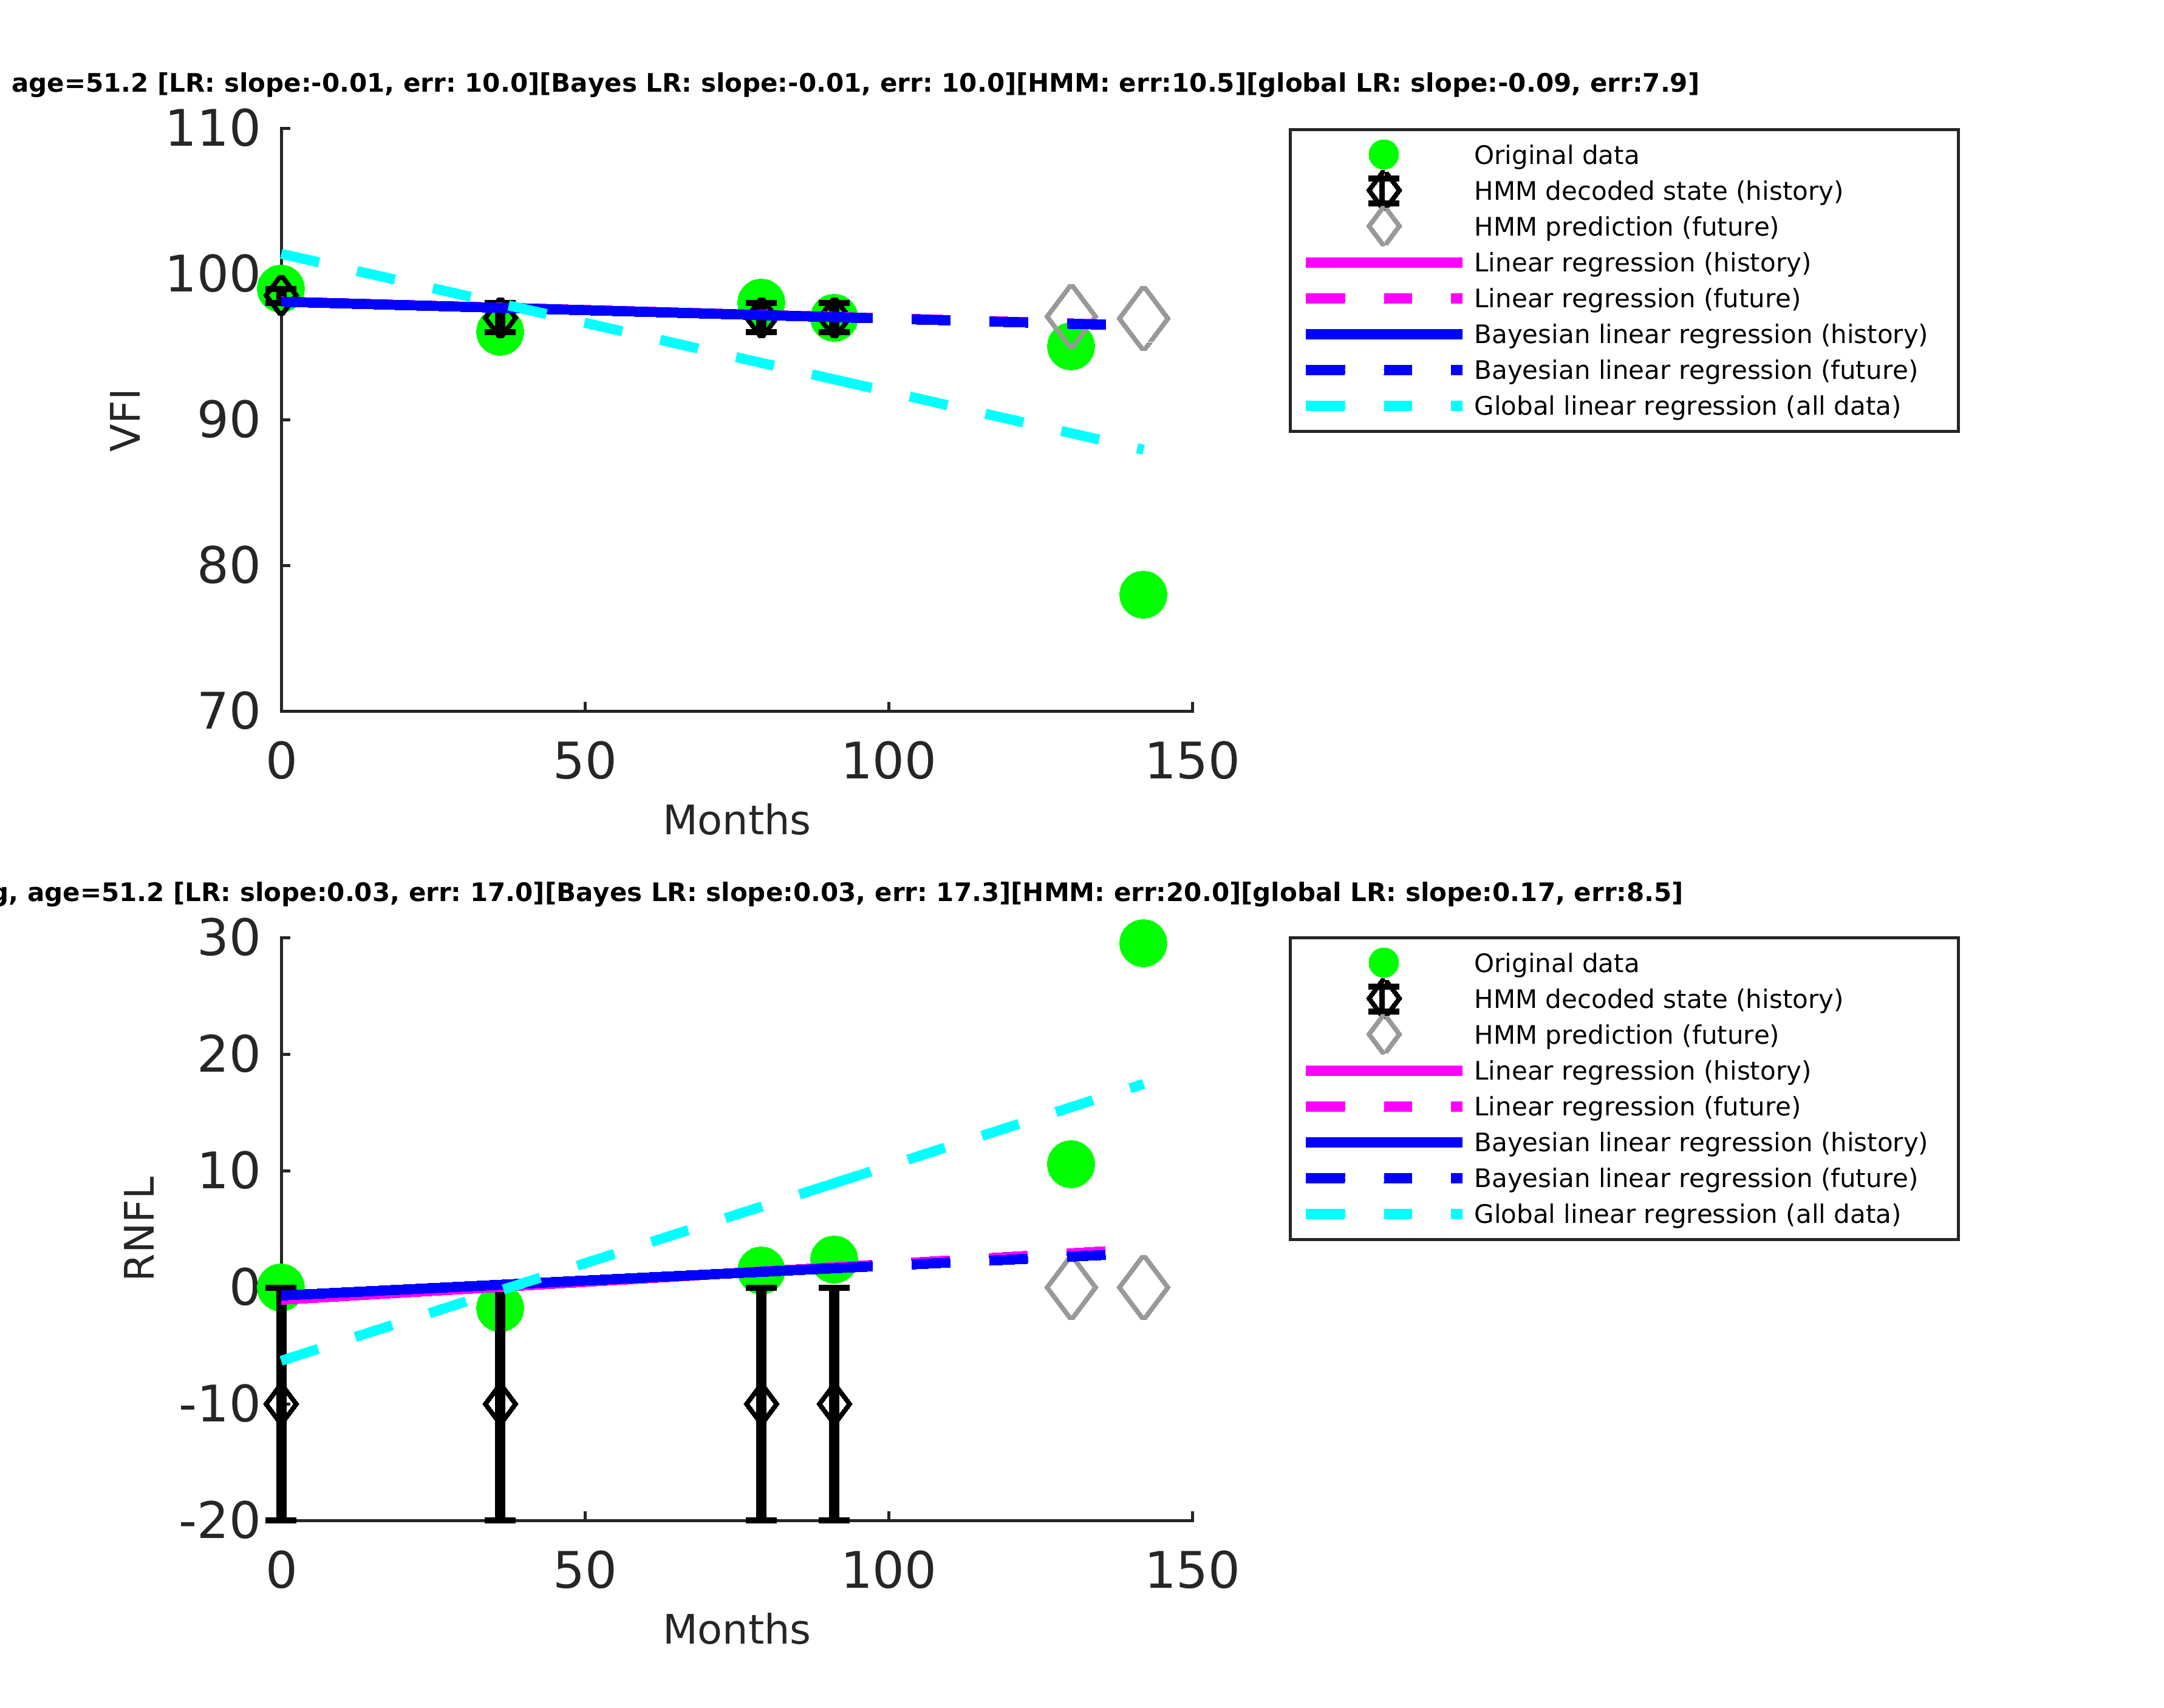 age=51.2 [LR: slope:-0.01, err: 10.0][Bayes LR: slope:-0.01, err: 10.0][HMM: err:10.5][global LR: slope:-0.09, err:7.9]
110
100
90
80
70
VFI
0 50 100 150
Months
Original data
HMM decoded state (history)
HMM prediction (future)
Linear regression (history)
Linear regression (future)
Bayesian linear regression (history)
Bayesian linear regression (future)
Global linear regression (all data)
g, age=51.2 [LR: slope:0.03, err: 17.0][Bayes LR: slope:0.03, err: 17.3][HMM: err:20.0][global LR: slope:0.17, err:8.5]
30
20
10
0
-10
-20
RNFL
0 50 100 150
Months
Original data
HMM decoded state (history)
HMM prediction (future)
Linear regression (history)
Linear regression (future)
Bayesian linear regression (history)
Bayesian linear regression (future)
Global linear regression (all data)